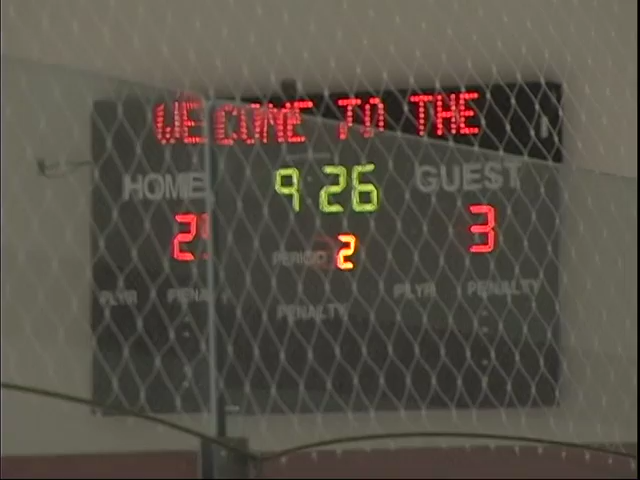 WELCOME TO THE
HOME 9 26 GUEST
2 PERIOD 2 3
PLYR PENALTY PENALTY PLYR PENALTY